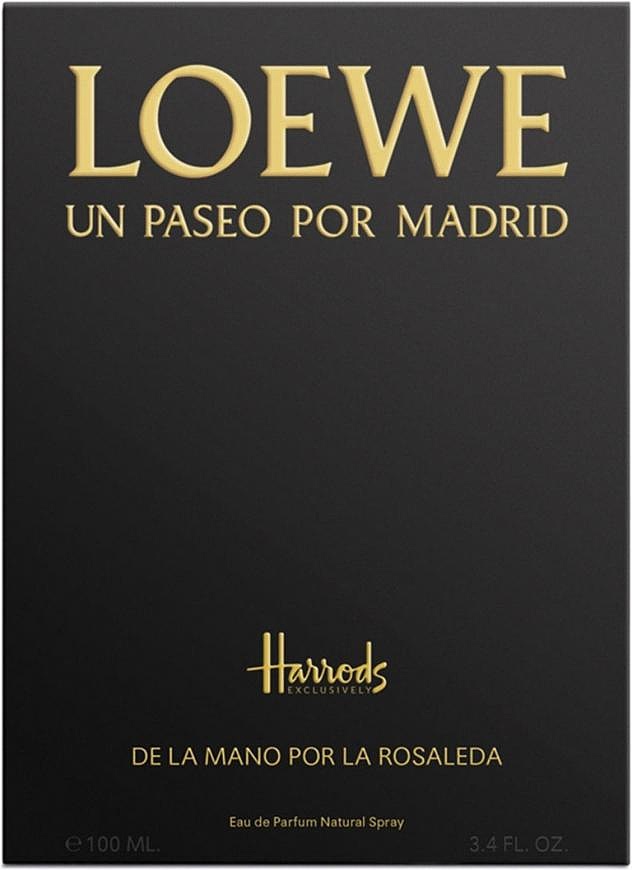 LOEWE
UN PASEO POR MADRID
Harrods
EXCLUSIVELY
DE LA MANO POR LA ROSALEDA
Eau de Parfum Natural Spray
℮100 ML. 3.4 FL. OZ.